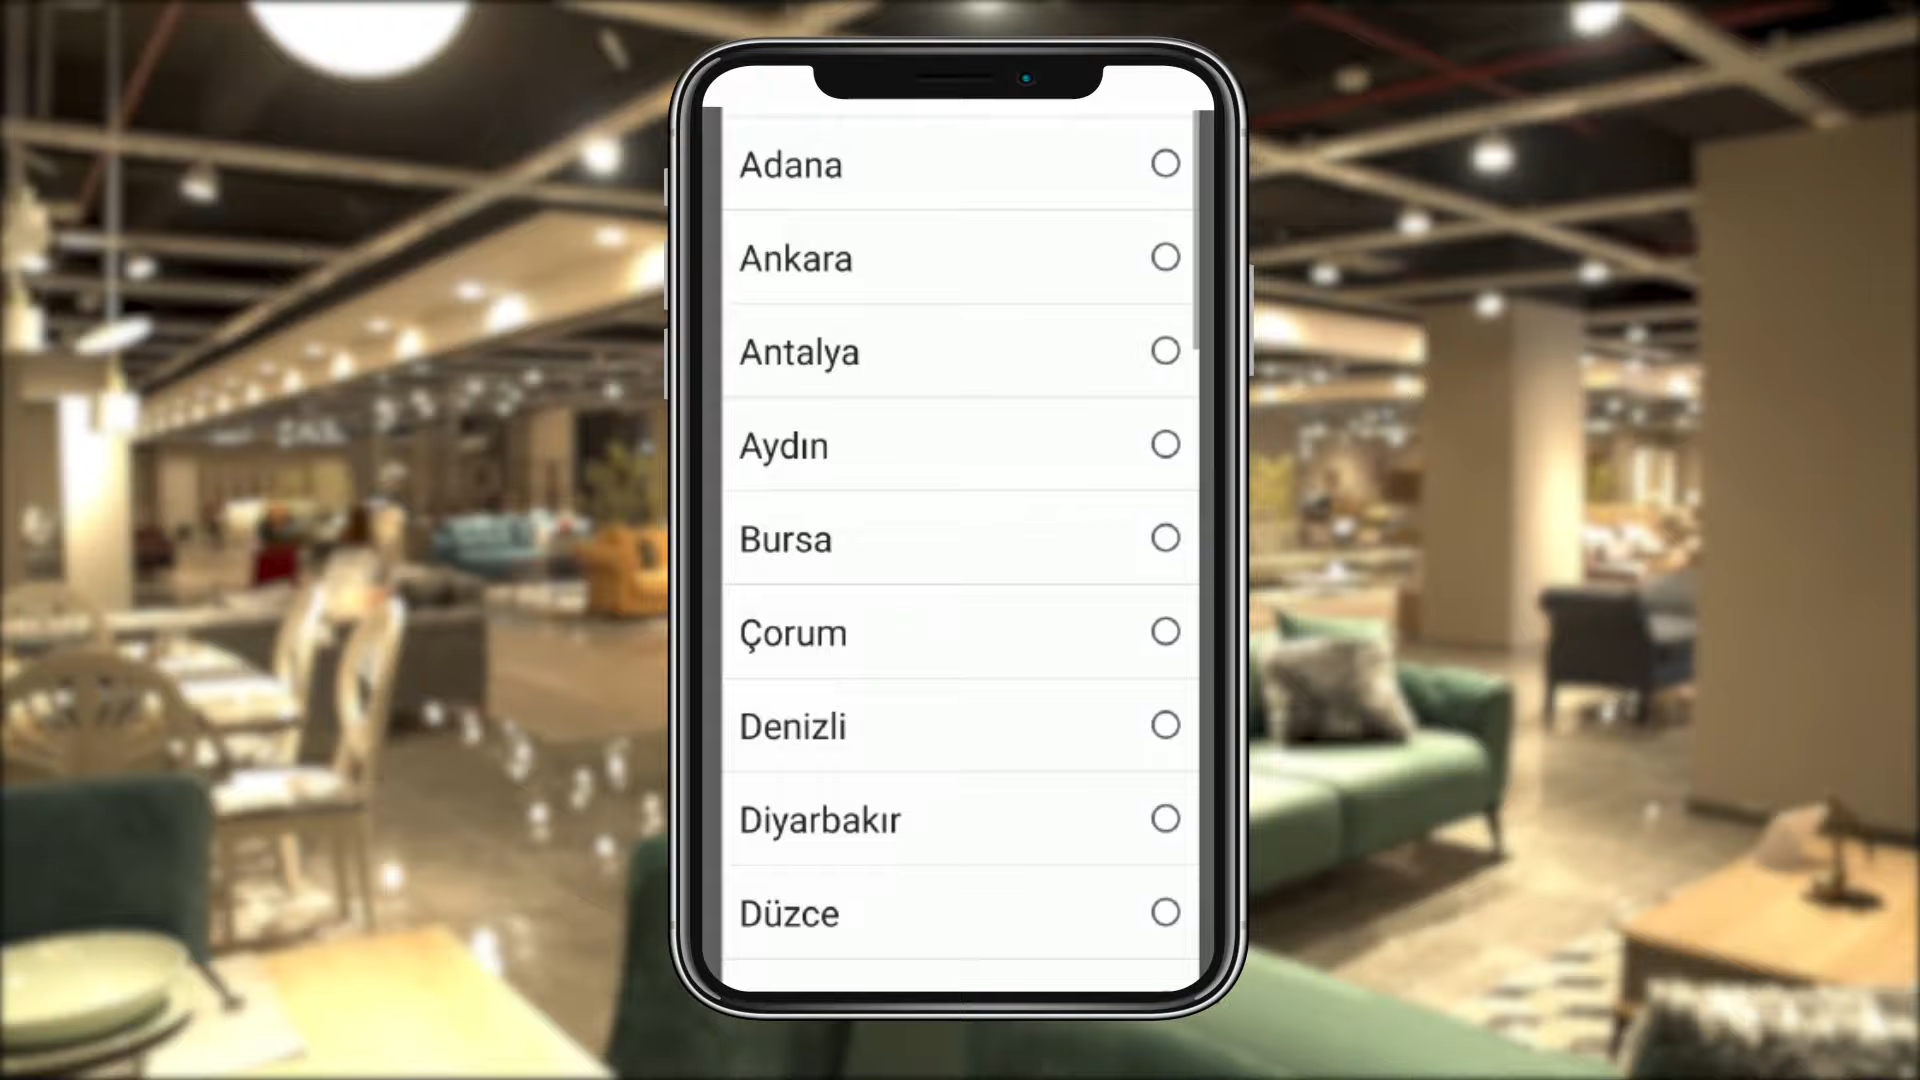 Adana
Ankara
Antalya
Aydın
Bursa
Çorum
Denizli
Diyarbakır
Düzce